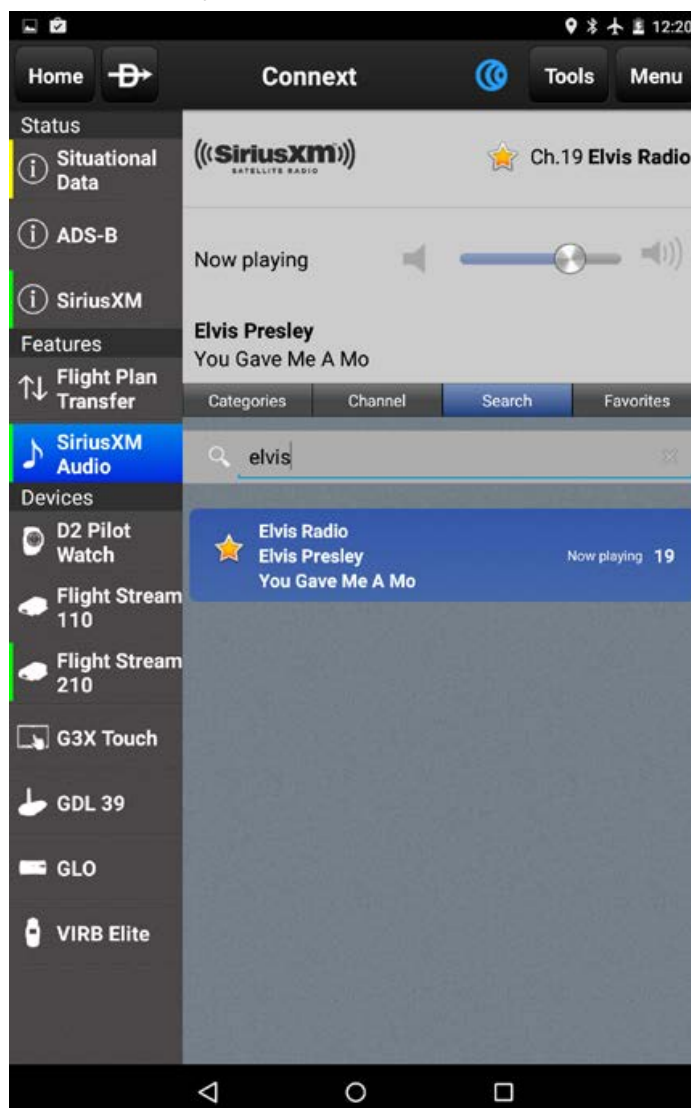 12:20
Home
Connext
Tools
Menu
Status
Situational
Data
ADS-B
SiriusXM
Features
Flight Plan
Transfer
SiriusXM
Audio
Devices
D2 Pilot
Watch
Flight Stream
110
Flight Stream
210
G3X Touch
GDL 39
GLO
VIRB Elite
((SiriusXM))
SATELLITE RADIO
Ch.19 Elvis Radio
Now playing
Elvis Presley
You Gave Me A Mo
Categories
Channel
Search
Favorites
elvis
Elvis Radio
Elvis Presley
You Gave Me A Mo
Now playing 19